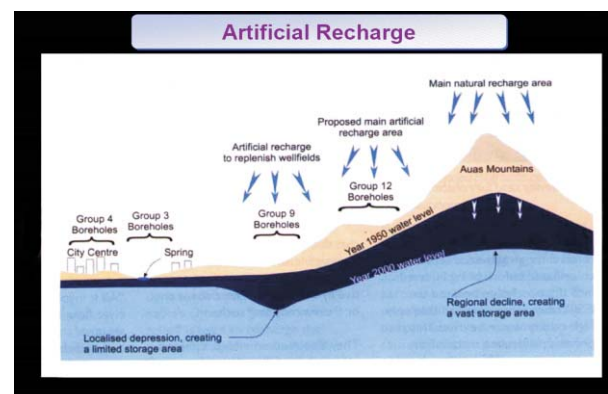 Artificial Recharge
Main natural recharge area
Proposed main artificial
recharge area
Artificial recharge
to replenish wellfields
Auas Mountains
Group 12
Boreholes
Group 9
Boreholes
Group 4
Boreholes
Group 3
Boreholes
City Centre
Spring
Year 1950 water level
Year 2000 water level
Regional decline, creating
a vast storage area
Localised depression, creating
a limited storage area